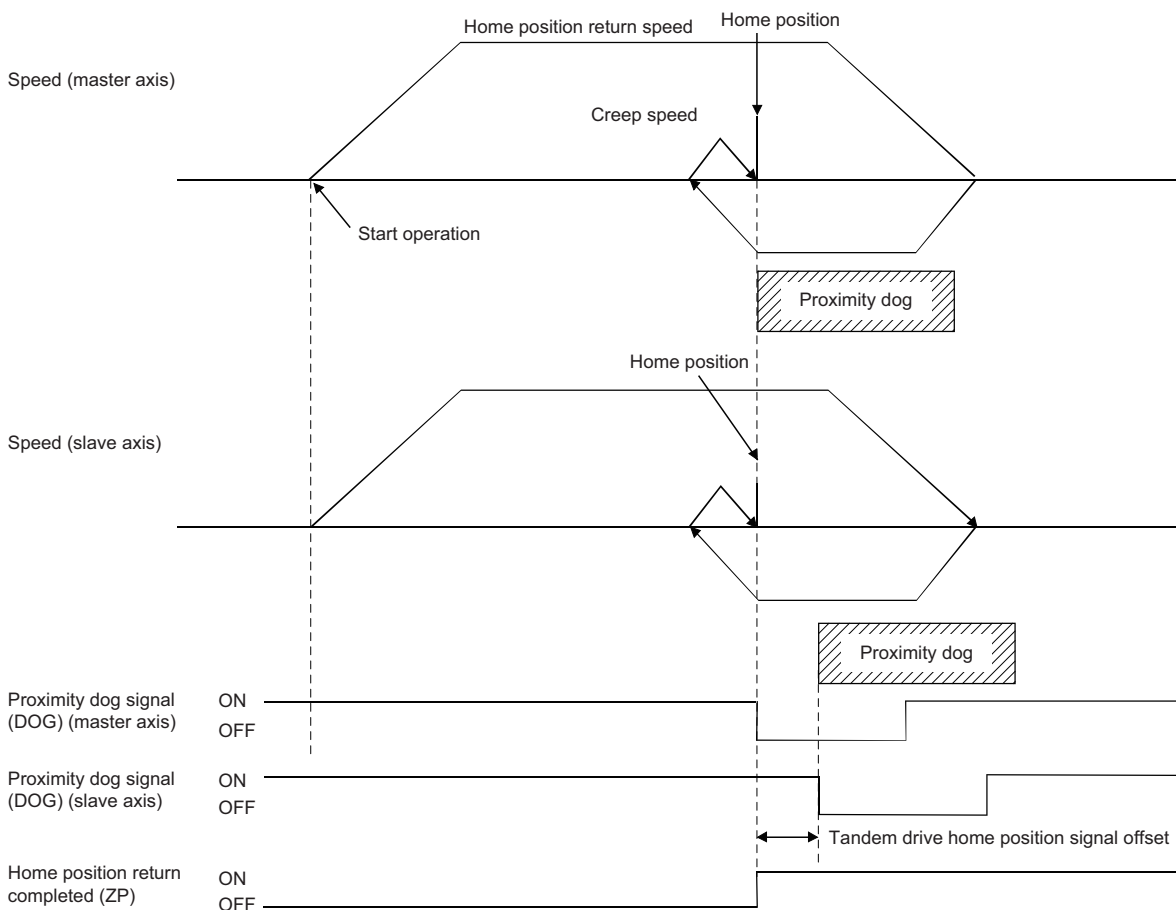 Home position
Home position return speed
Speed (master axis)
Creep speed
Start operation
Proximity dog
Home position
Speed (slave axis)
Proximity dog
Proximity dog signal
(DOG) (master axis)
ON
OFF
Proximity dog signal
(DOG) (slave axis)
ON
OFF
Tandem drive home position signal offset
Home position return
completed (ZP)
ON
OFF